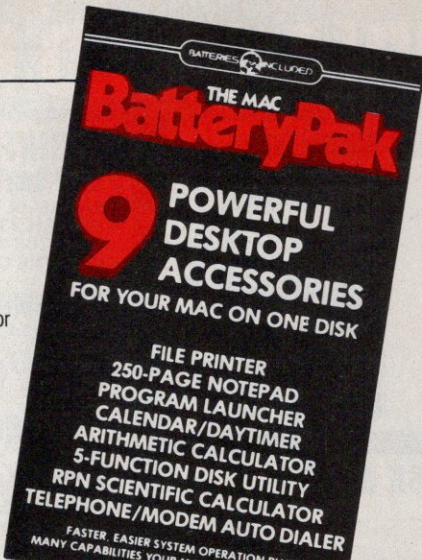 BATTERIES INCLUDED
THE MAC
BatteryPak
9 POWERFUL
DESKTOP
ACCESSORIES
FOR YOUR MAC ON ONE DISK
or
FILE PRINTER
250-PAGE NOTEPAD
PROGRAM LAUNCHER
CALENDAR/DAYTIMER
ARITHMETIC CALCULATOR
5-FUNCTION DISK UTILITY
RPN SCIENTIFIC CALCULATOR
TELEPHONE/MODEM AUTO DIALER
FASTER, EASIER SYSTEM OPERATION
MANY CAPABILITIES